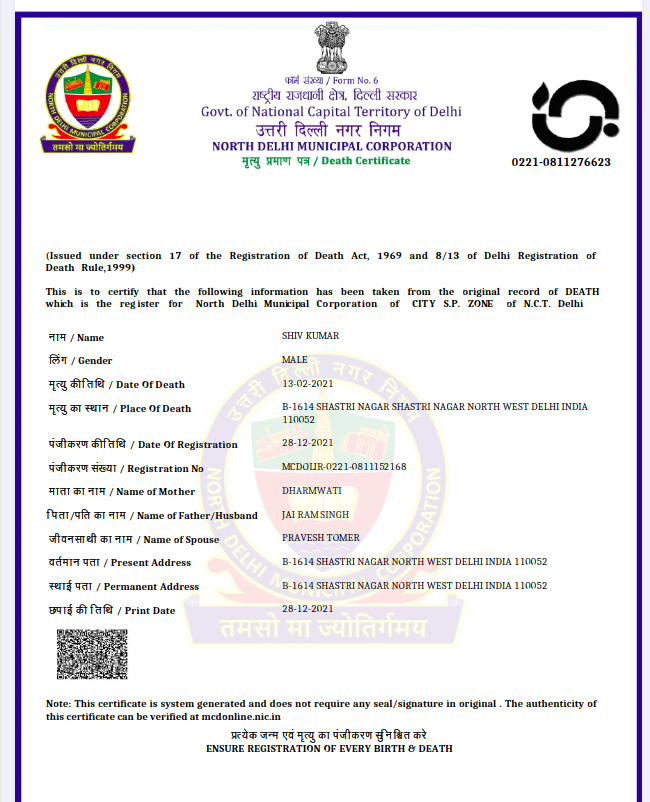 फॉर्म संख्या / Form No. 6
राष्ट्रीय राजधानी क्षेत्र, दिल्ली सरकार
Govt. of National Capital Territory of Delhi
उत्तरी दिल्ली नगर निगम
NORTH DELHI MUNICIPAL CORPORATION
मृत्यु प्रमाण पत्र / Death Certificate
उत्तरी दिल्ली नगर निगम
NORTH DELHI MUNICIPAL CORPORATION
तमसो मा ज्योतिर्गमय
0221-0811276623
(Issued under section 17 of the Registration of Death Act, 1969 and 8/13 of Delhi Registration of
Death Rule,1999)
This is to certify that the following information has been taken from the original record of DEATH
which is the register for North Delhi Municipal Corporation of CITY S.P. ZONE of N.C.T. Delhi
नाम / Name SHIV KUMAR
लिंग / Gender MALE
मृत्यु की तिथि / Date Of Death 13-02-2021
मृत्यु का स्थान / Place Of Death B-1614 SHASTRI NAGAR SHASTRI NAGAR NORTH WEST DELHI INDIA
110052
पंजीकरण की तिथि / Date Of Registration 28-12-2021
पंजीकरण संख्या / Registration No MCDOLIR-0221-0811152168
माता का नाम / Name of Mother DHARMWATI
पिता/पति का नाम / Name of Father/Husband JAI RAM SINGH
जीवनसाथी का नाम / Name of Spouse PRAVESH TOMER
वर्तमान पता / Present Address B-1614 SHASTRI NAGAR NORTH WEST DELHI INDIA 110052
स्थाई पता / Permanent Address B-1614 SHASTRI NAGAR NORTH WEST DELHI INDIA 110052
छपाई की तिथि / Print Date 28-12-2021
उत्तरी दिल्ली नगर निगम
NORTH DELHI MUNICIPAL CORPORATION
तमसो मा ज्योतिर्गमय
Note: This certificate is system generated and does not require any seal/signature in original . The authenticity of
this certificate can be verified at mcdonline.nic.in
प्रत्येक जन्म एवं मृत्यु का पंजीकरण सुनिश्चित करे
ENSURE REGISTRATION OF EVERY BIRTH & DEATH